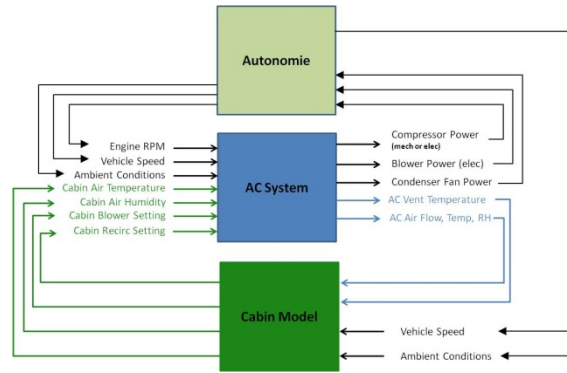 Autonomie
Engine RPM
Vehicle Speed
Ambient Conditions
Cabin Air Temperature
Cabin Air Humidity
Cabin Blower Setting
Cabin Recirc Setting
AC System
Compressor Power
(mech or elec)
Blower Power (elec)
Condenser Fan Power
AC Vent Temperature
AC Air Flow, Temp, RH
Cabin Model
Vehicle Speed
Ambient Conditions